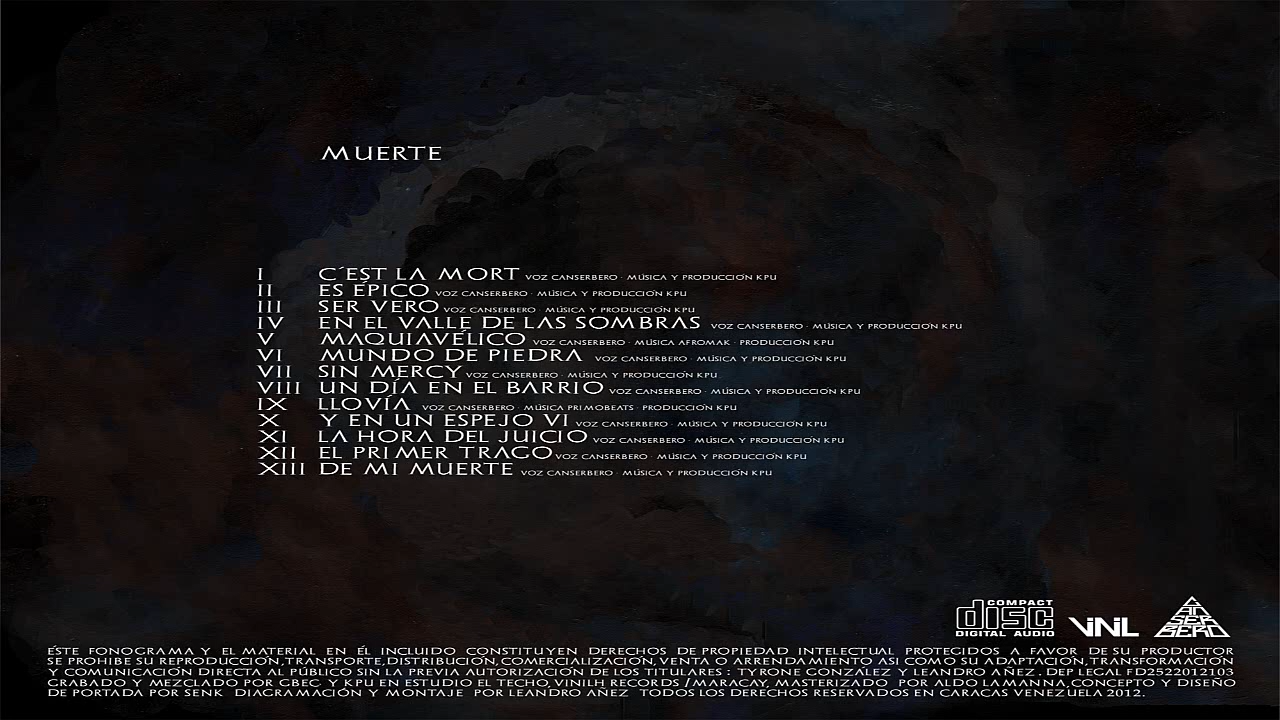 MUERTE
I C´EST LA MORT VOZ CANSERBERO · MÚSICA Y PRODUCCIÓN KPU
II ES ÉPICO VOZ CANSERBERO · MÚSICA Y PRODUCCIÓN KPU
III SER VERO VOZ CANSERBERO · MÚSICA Y PRODUCCIÓN KPU
IV EN EL VALLE DE LAS SOMBRAS VOZ CANSERBERO · MÚSICA Y PRODUCCIÓN KPU
V MAQUIAVÉLICO VOZ CANSERBERO · MÚSICA AFROMAK · PRODUCCIÓN KPU
VI MUNDO DE PIEDRA VOZ CANSERBERO · MÚSICA Y PRODUCCIÓN KPU
VII SIN MERCY VOZ CANSERBERO · MÚSICA Y PRODUCCIÓN KPU
VIII UN DÍA EN EL BARRIO VOZ CANSERBERO · MÚSICA Y PRODUCCIÓN KPU
IX LLOVÍA VOZ CANSERBERO · MÚSICA PRIMOBEATS · PRODUCCIÓN KPU
X Y EN UN ESPEJO VI VOZ CANSERBERO · MÚSICA Y PRODUCCIÓN KPU
XI LA HORA DEL JUICIO VOZ CANSERBERO · MÚSICA Y PRODUCCIÓN KPU
XII EL PRIMER TRAGO VOZ CANSERBERO · MÚSICA Y PRODUCCIÓN KPU
XIII DE MI MUERTE VOZ CANSERBERO · MÚSICA Y PRODUCCIÓN KPU
COMPACT
disc
DIGITAL AUDIO
ViNiL
ÉSTE FONOGRAMA Y EL MATERIAL EN ÉL INCLUIDO CONSTITUYEN DERECHOS DE PROPIEDAD INTELECTUAL PROTEGIDOS A FAVOR DE SU PRODUCTOR
SE PROHIBE SU REPRODUCCIÓN, TRANSPORTE, DISTRIBUCIÓN, COMERCIALIZACIÓN, VENTA O ARRENDAMIENTO ASI COMO SU ADAPTACIÓN, TRANSFORMACIÓN
Y COMUNICACIÓN DIRECTA AL PÚBLICO SIN LA PREVIA AUTORIZACIÓN DE LOS TITULARES : TYRONE GONZÁLEZ Y LEANDRO AÑEZ . DEP LEGAL FD2522012103
GRABADO Y MEZCLADO POR GBEC Y KPU EN ESTUDIO EL TECHO, VINILH RECORDS /MARACAY, MASTERIZADO POR ALDO LAMANNA, CONCEPTO Y DISEÑO
DE PORTADA POR SENK DIAGRAMACIÓN Y MONTAJE POR LEANDRO AÑEZ TODOS LOS DERECHOS RESERVADOS EN CARACAS VENEZUELA 2012.